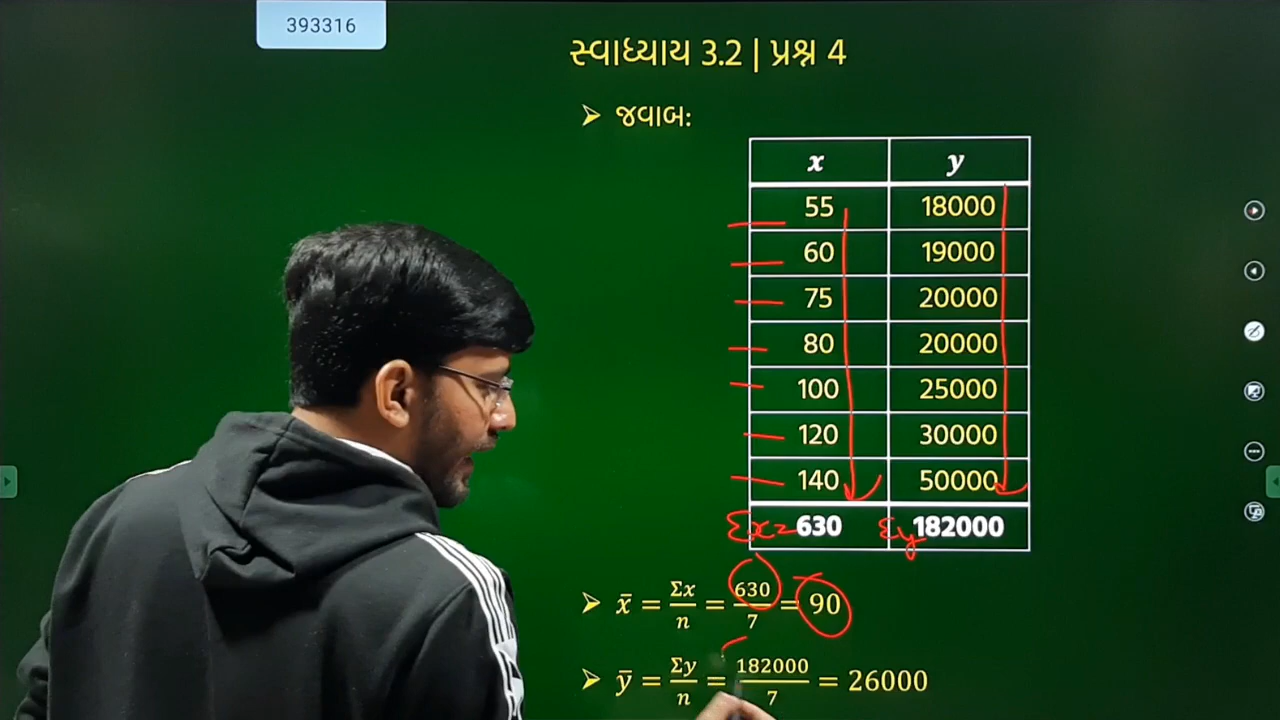 393316
સ્વાધ્યાય 3.2 | પ્રશ્ન 4
➤ જવાબ:
x y
55 18000
60 19000
75 20000
80 20000
100 25000
120 30000
140 50000
Σx= 630 Σy 182000
➤ x̄ = Σx/n = 630/7 = 90
➤ ȳ = Σy/n = 182000/7 = 26000